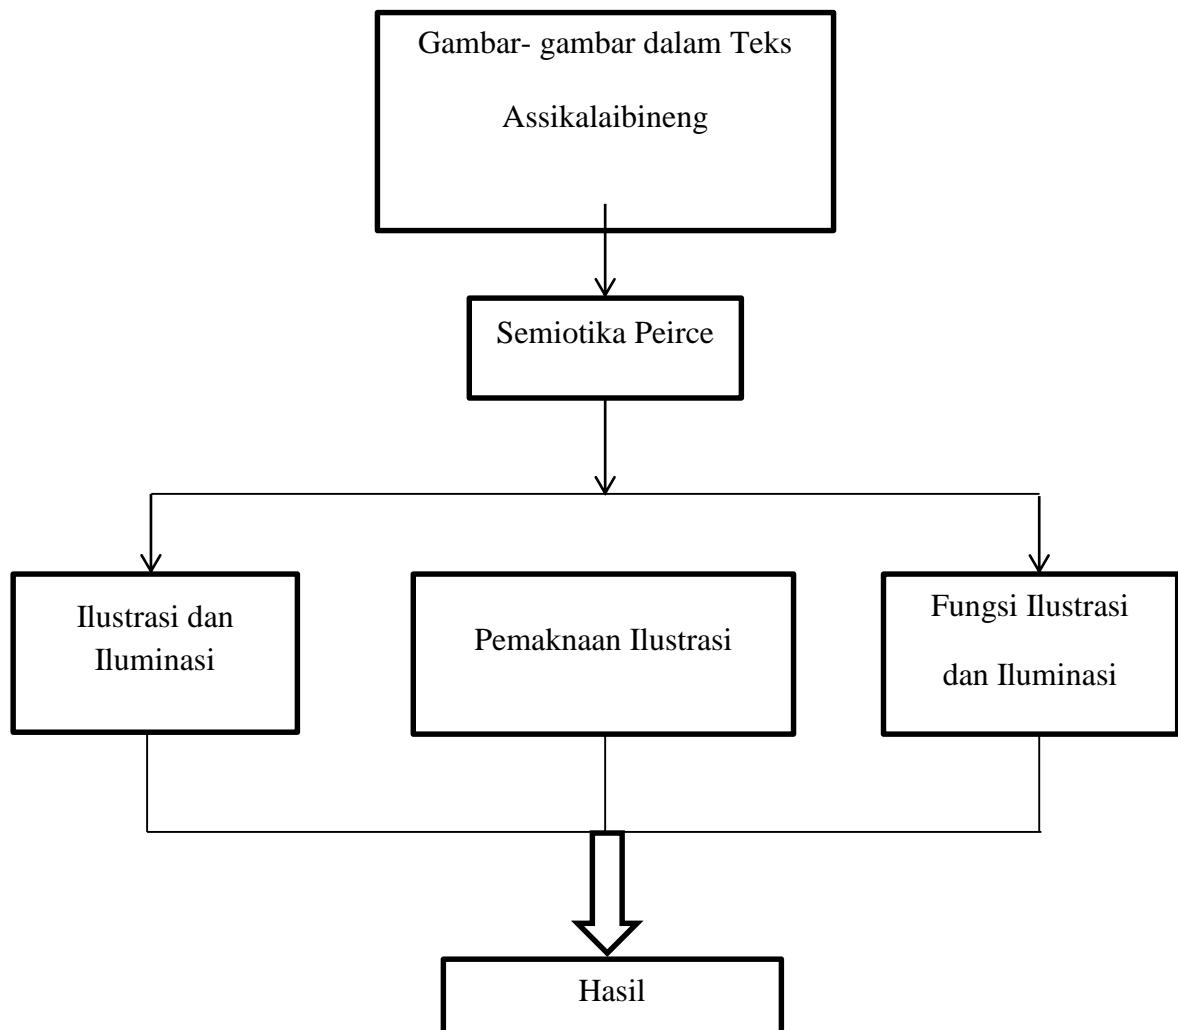 Gambar- gambar dalam Teks
Assikalaibineng
Semiotika Peirce
Ilustrasi dan
Iluminasi
Pemaknaan Ilustrasi
Fungsi Ilustrasi
dan Iluminasi
Hasil